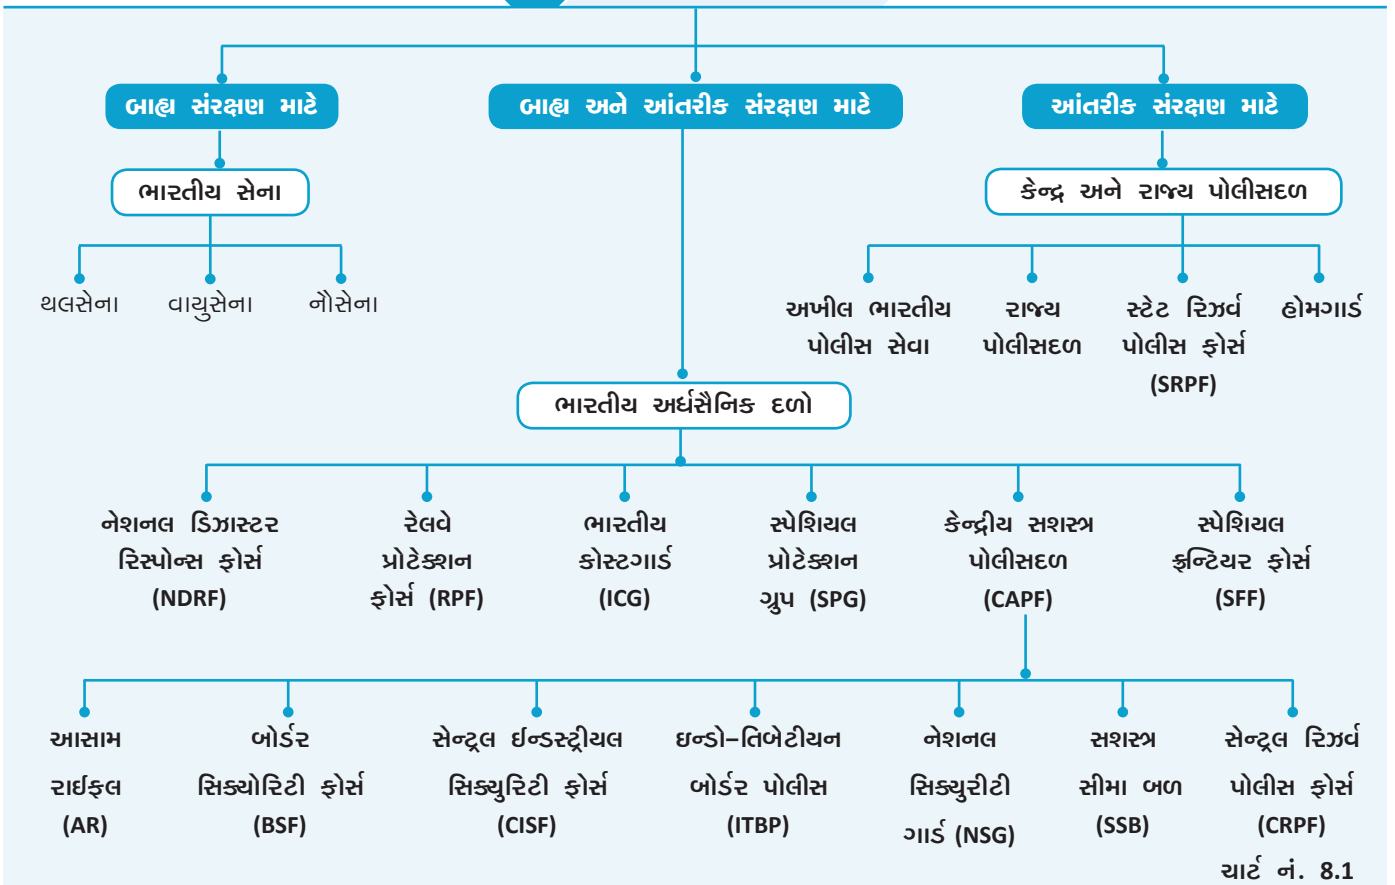 બાહ્ય સંરક્ષણ માટે
બાહ્ય અને આંતરીક સંરક્ષણ માટે
આંતરીક સંરક્ષણ માટે
ભારતીય સેના
કેન્દ્ર અને રાજ્ય પોલીસદળ
થલસેના
વાયુસેના
નૌસેના
અખીલ ભારતીય
પોલીસ સેવા
રાજ્ય
પોલીસદળ
સ્ટેટ રિઝર્વ
પોલીસ ફોર્સ
(SRPF)
હોમગાર્ડ
ભારતીય અર્ધસૈનિક દળો
નેશનલ ડિઝાસ્ટર
રિસ્પોન્સ ફોર્સ
(NDRF)
રેલવે
પ્રોટેક્શન
ફોર્સ (RPF)
ભારતીય
કોસ્ટગાર્ડ
(ICG)
સ્પેશિયલ
પ્રોટેક્શન
ગ્રુપ (SPG)
કેન્દ્રીય સશસ્ત્ર
પોલીસદળ
(CAPF)
સ્પેશિયલ
ફ્રન્ટિયર ફોર્સ
(SFF)
આસામ
રાઈફલ
(AR)
બોર્ડર
સિક્યોરિટી ફોર્સ
(BSF)
સેન્ટ્રલ ઈન્ડસ્ટ્રીયલ
સિક્યુરિટી ફોર્સ
(CISF)
ઇન્ડો–તિબેટીયન
બોર્ડર પોલીસ
(ITBP)
નેશનલ
સિક્યુરીટી
ગાર્ડ (NSG)
સશસ્ત્ર
સીમા બળ
(SSB)
સેન્ટ્રલ રિઝર્વ
પોલીસ ફોર્સ
(CRPF)
ચાર્ટ નં. 8.1